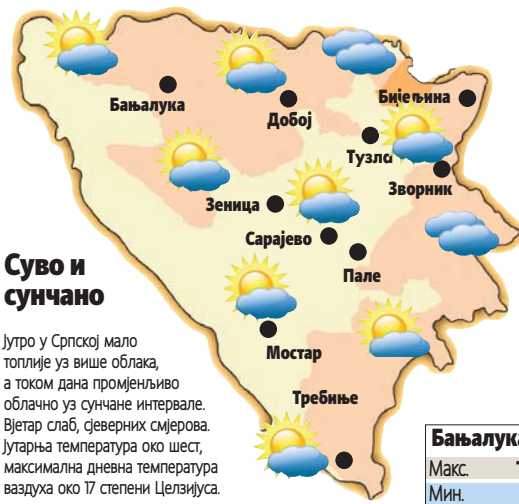 Бањалука
Добој
Бијељина
Тузла
Зворник
Зеница
Сарајево
Пале
Мостар
Требиње
Суво и
сунчано
Јутро у Српској мало
топлије уз више облака,
а током дана промјенљиво
облачно уз сунчане интервале.
Вјетар слаб, сјеверних смјерова.
Јутарња температура око шест,
максимална дневна температура
ваздуха око 17 степени Целзијуса.
Бањалука
Макс.
Мин.